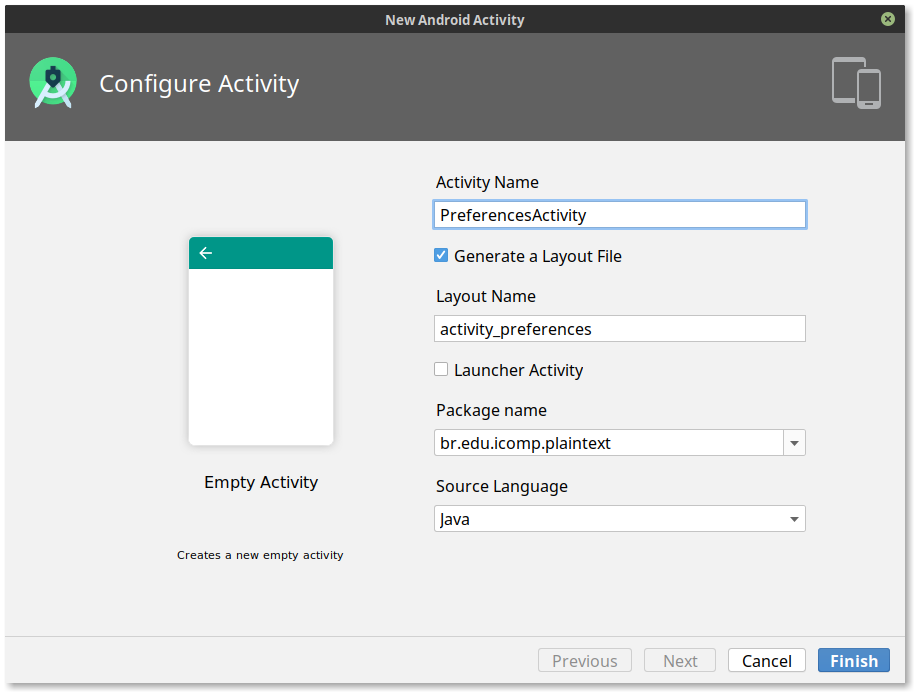 New Android Activity
Configure Activity
Activity Name
PreferencesActivity
Generate a Layout File
Layout Name
activity_preferences
Launcher Activity
Package name
br.edu.icomp.plaintext
Source Language
Java
Empty Activity
Creates a new empty activity
Previous
Next
Cancel
Finish